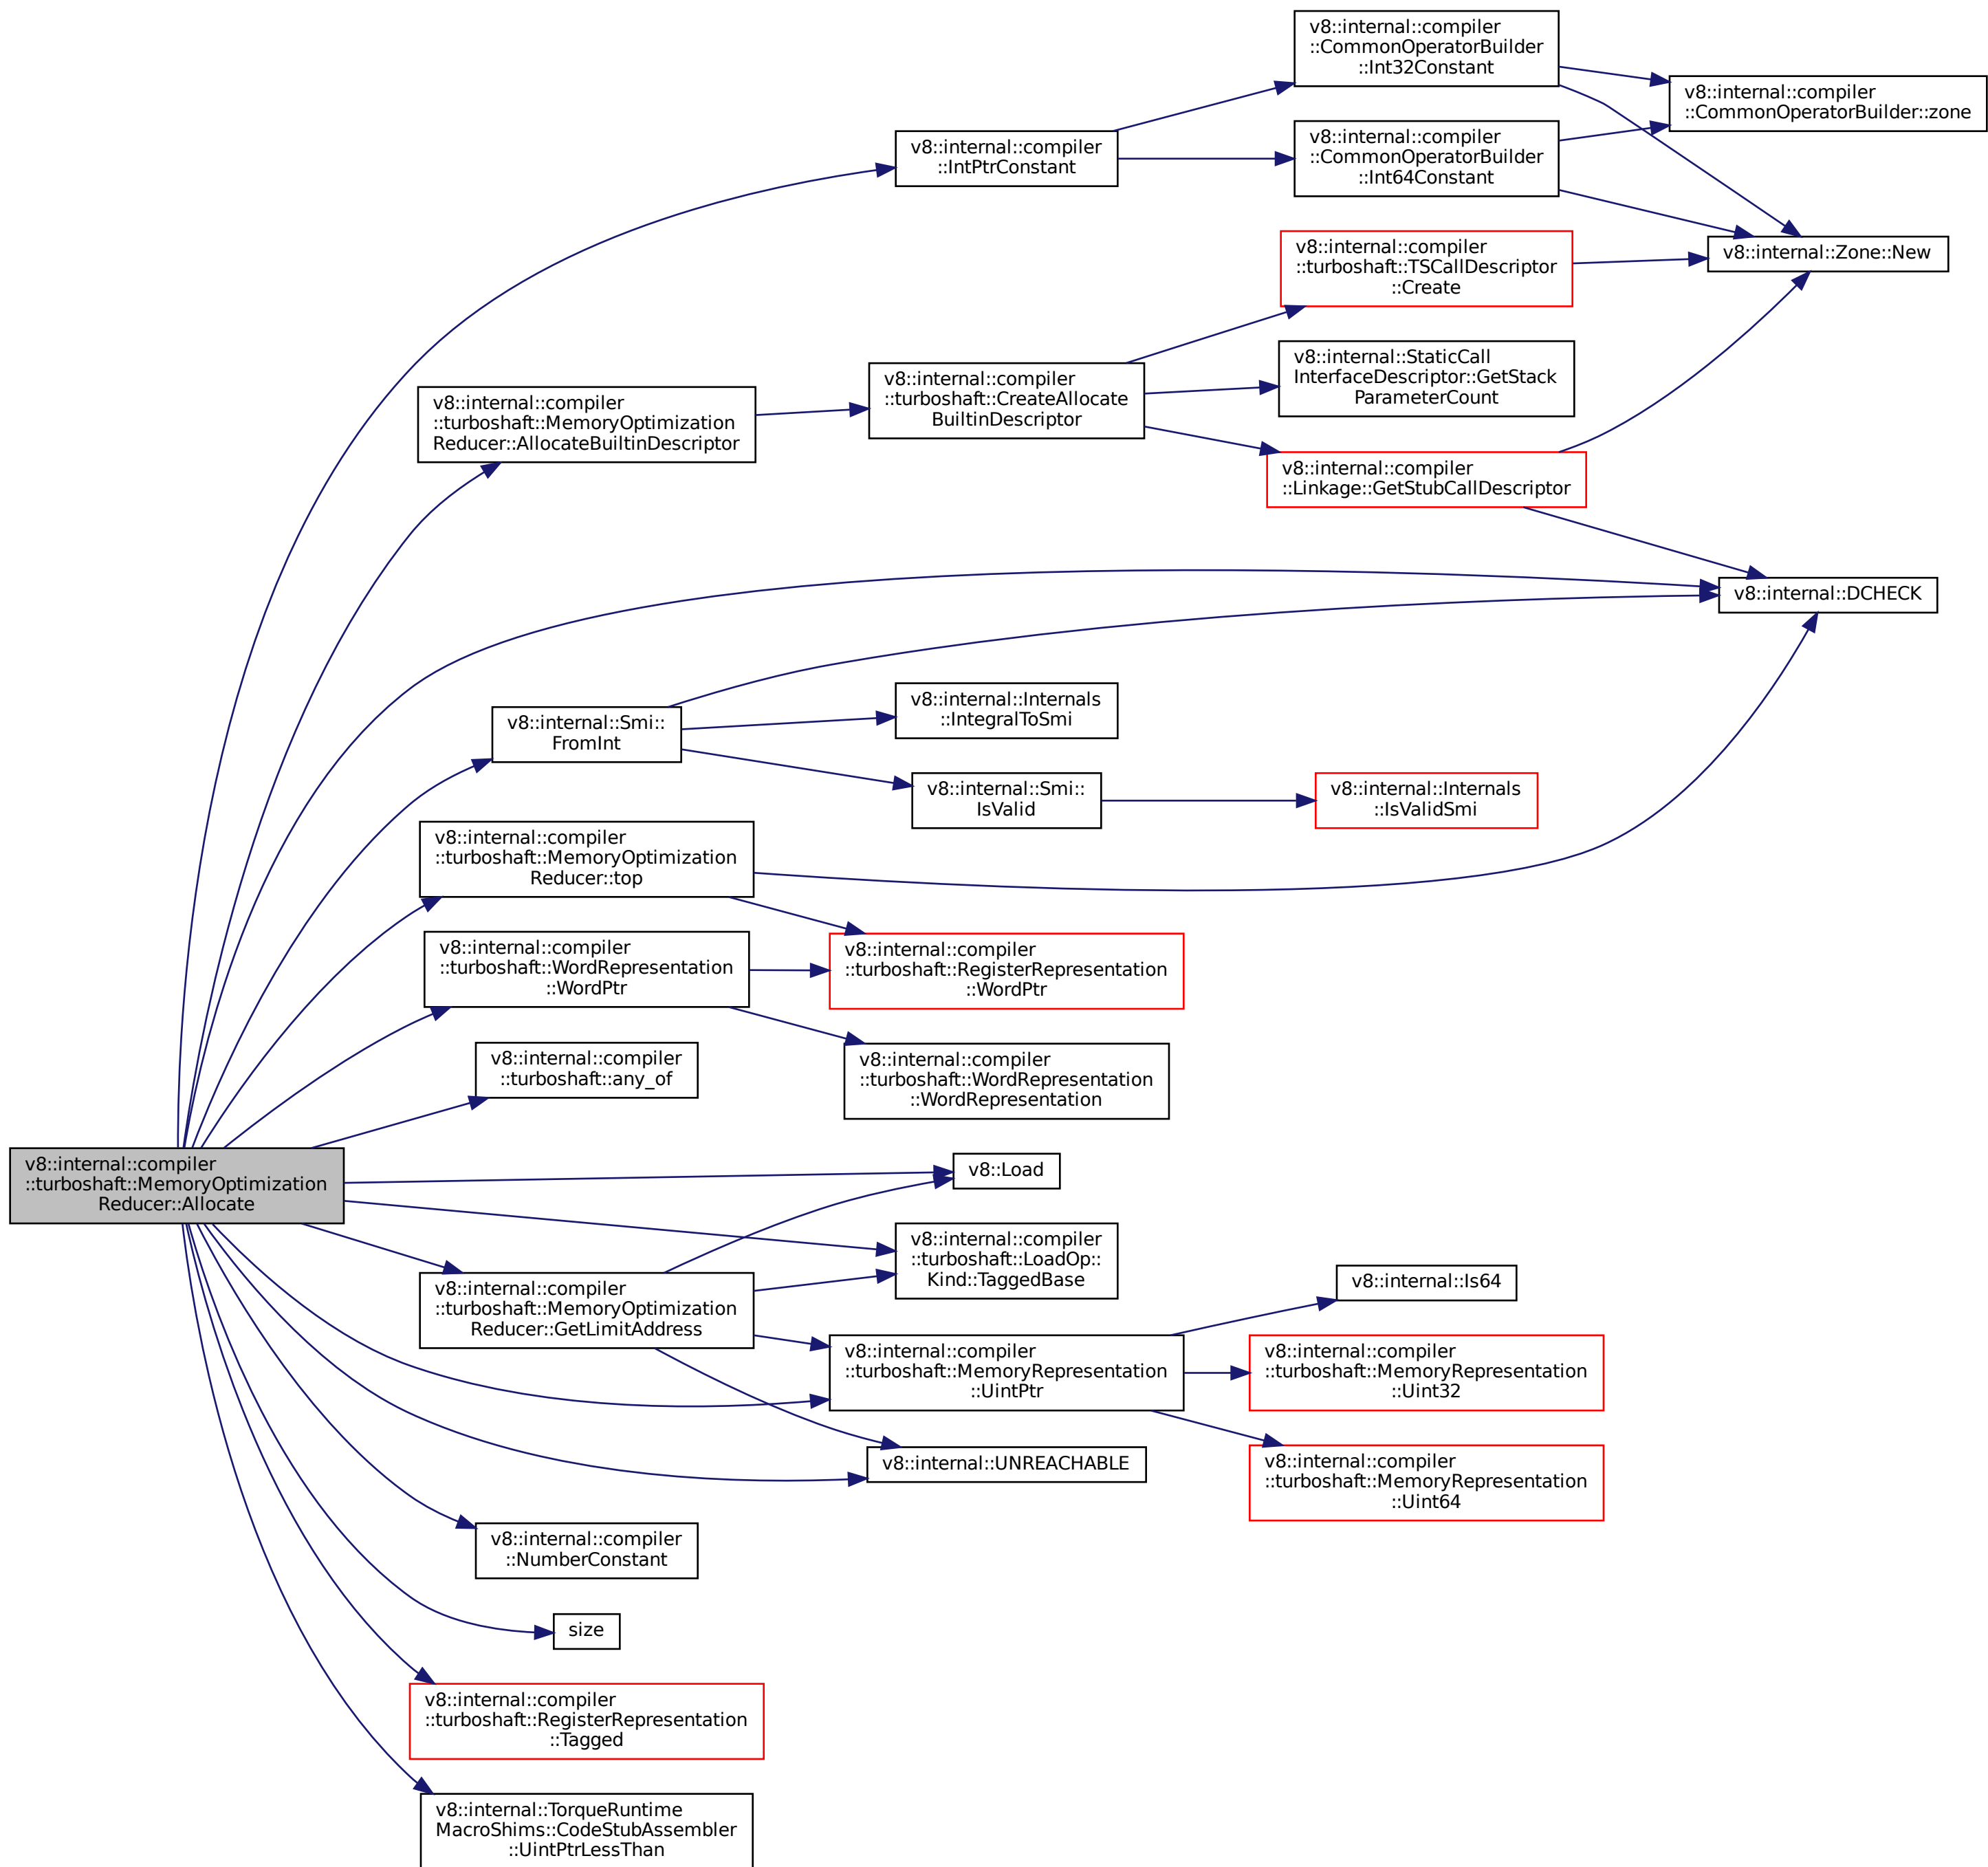 v8::internal::compiler
::CommonOperatorBuilder
::Int32Constant
v8::internal::compiler
::CommonOperatorBuilder::zone
v8::internal::compiler
::IntPtrConstant
v8::internal::compiler
::CommonOperatorBuilder
::Int64Constant
v8::internal::compiler
::turboshaft::TSCallDescriptor
::Create
v8::internal::Zone::New
v8::internal::StaticCall
InterfaceDescriptor::GetStack
ParameterCount
v8::internal::compiler
::turboshaft::CreateAllocate
BuiltinDescriptor
v8::internal::compiler
::turboshaft::MemoryOptimization
Reducer::AllocateBuiltinDescriptor
v8::internal::compiler
::Linkage::GetStubCallDescriptor
v8::internal::DCHECK
v8::internal::Internals
::IntegralToSmi
v8::internal::Smi::
FromInt
v8::internal::Smi::
IsValid
v8::internal::Internals
::IsValidSmi
v8::internal::compiler
::turboshaft::MemoryOptimization
Reducer::top
v8::internal::compiler
::turboshaft::WordRepresentation
::WordPtr
v8::internal::compiler
::turboshaft::RegisterRepresentation
::WordPtr
v8::internal::compiler
::turboshaft::any_of
v8::internal::compiler
::turboshaft::WordRepresentation
::WordRepresentation
v8::internal::compiler
::turboshaft::MemoryOptimization
Reducer::Allocate
v8::Load
v8::internal::compiler
::turboshaft::LoadOp::
Kind::TaggedBase
v8::internal::compiler
::turboshaft::MemoryOptimization
Reducer::GetLimitAddress
v8::internal::Is64
v8::internal::compiler
::turboshaft::MemoryRepresentation
::UintPtr
v8::internal::compiler
::turboshaft::MemoryRepresentation
::Uint32
v8::internal::UNREACHABLE
v8::internal::compiler
::turboshaft::MemoryRepresentation
::Uint64
v8::internal::compiler
::NumberConstant
size
v8::internal::compiler
::turboshaft::RegisterRepresentation
::Tagged
v8::internal::TorqueRuntime
MacroShims::CodeStubAssembler
::UintPtrLessThan